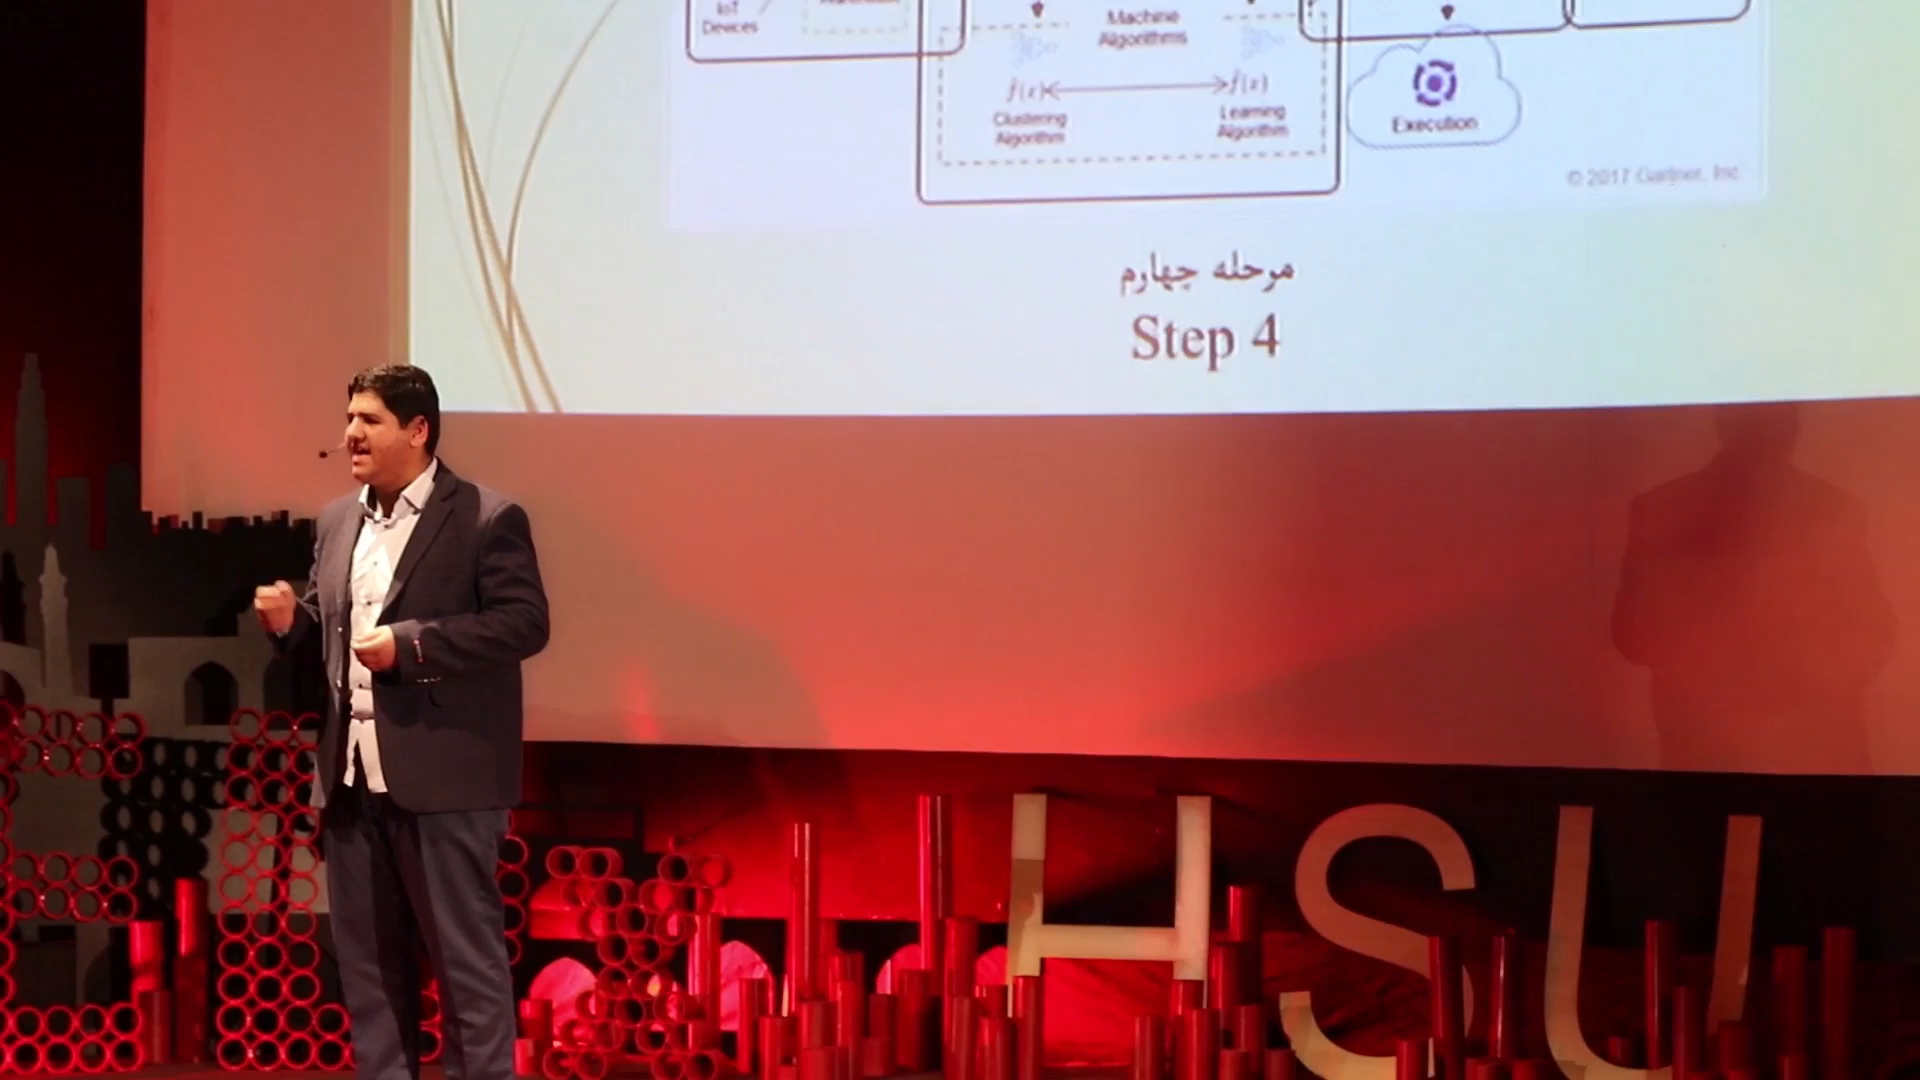 IoT
Devices
Machine
Algorithms
f(x)
f(x)
Clustering
Algorithm
Learning
Algorithm
Execution
© 2017 Gartner, Inc
مرحله چهارم
Step 4
HSU